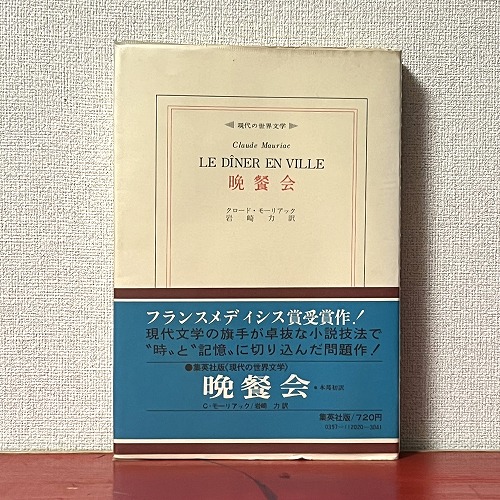 ◀現代の世界文学▶
Claude Mauriac
LE DÎNER EN VILLE
晩餐会
クロード・モーリアック
岩崎 力 訳
フランスメディシス賞受賞作!
現代文学の旗手が卓抜な小説技法で
〝時〟と〝記憶〟に切り込んだ問題作!
●集英社版〈現代の世界文学〉
晩餐会 ●本邦初訳
C・モーリアック/岩崎 力 訳
集英社版/720円